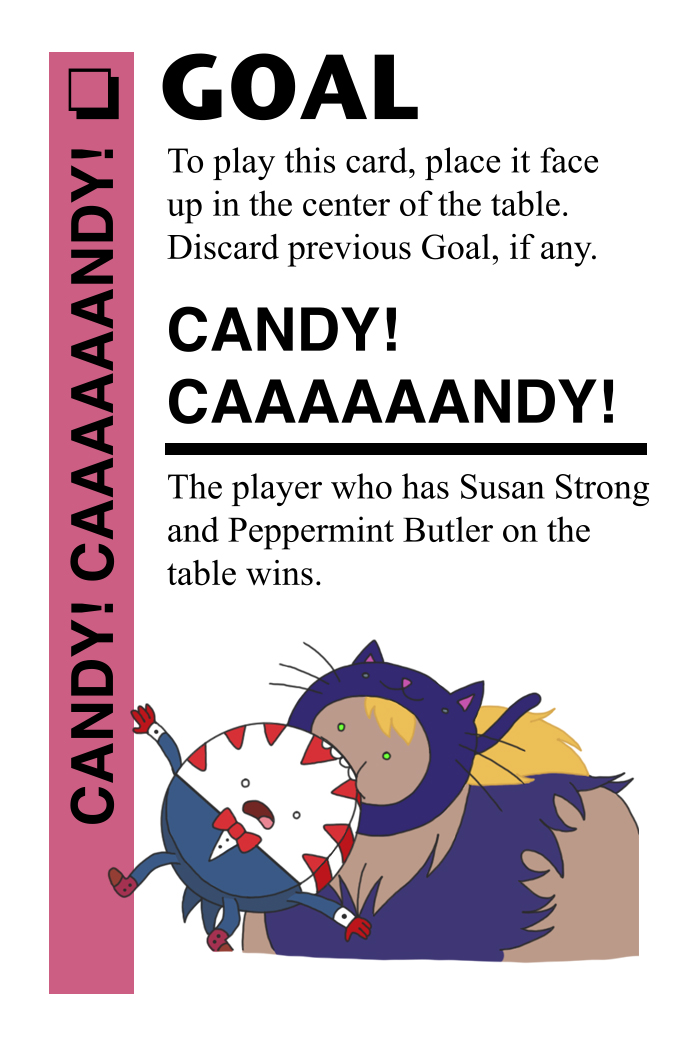 CANDY! CAAAAAAANDY!
GOAL
To play this card, place it face
up in the center of the table.
Discard previous Goal, if any.
CANDY!
CAAAAAAANDY!
The player who has Susan Strong
and Peppermint Butler on the
table wins.